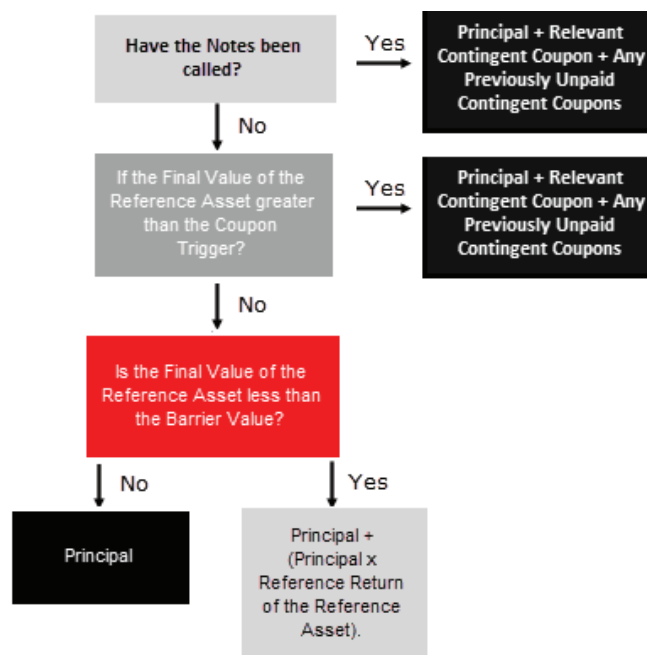 Have the Notes been
called?
Yes
Principal + Relevant
Contingent Coupon + Any
Previously Unpaid
Contingent Coupons
No
If the Final Value of the
Reference Asset greater
than the Coupon
Trigger?
Yes
Principal + Relevant
Contingent Coupon + Any
Previously Unpaid
Contingent Coupons
No
Is the Final Value of the
Reference Asset less than
the Barrier Value?
No
Yes
Principal
Principal +
(Principal x
Reference Return
of the Reference
Asset).